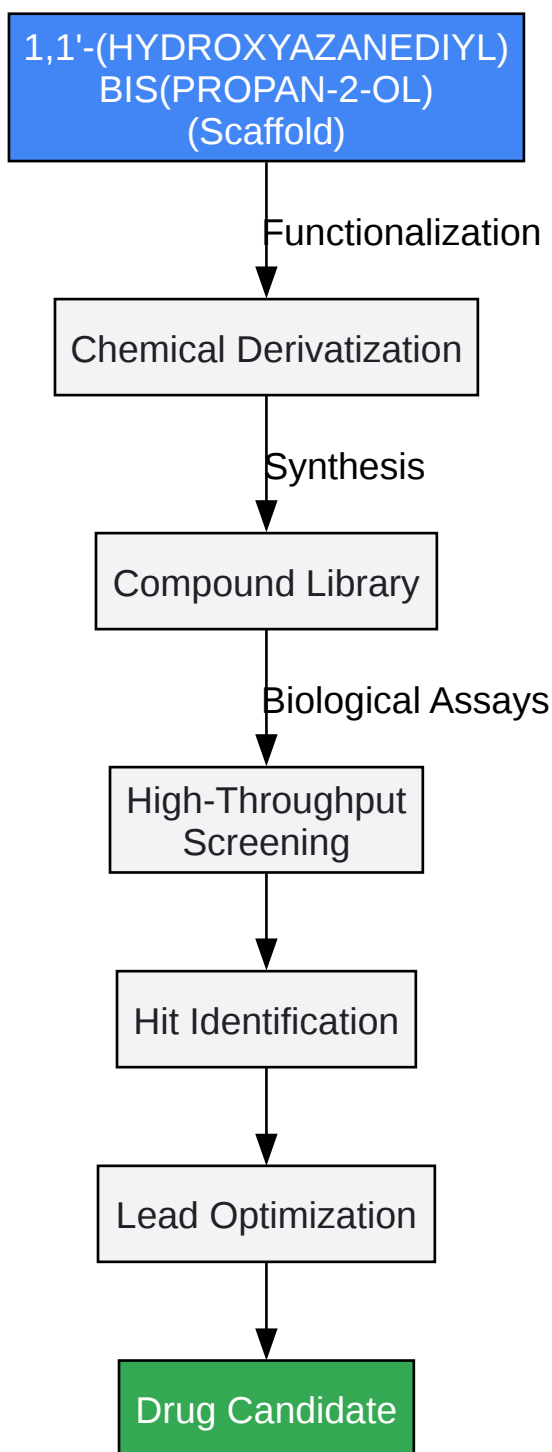 1,1'-(HYDROXYAZANEDIYL)
BIS(PROPAN-2-OL)
(Scaffold)
Functionalization
Chemical Derivatization
Synthesis
Compound Library
Biological Assays
High-Throughput
Screening
Hit Identification
Lead Optimization
Drug Candidate